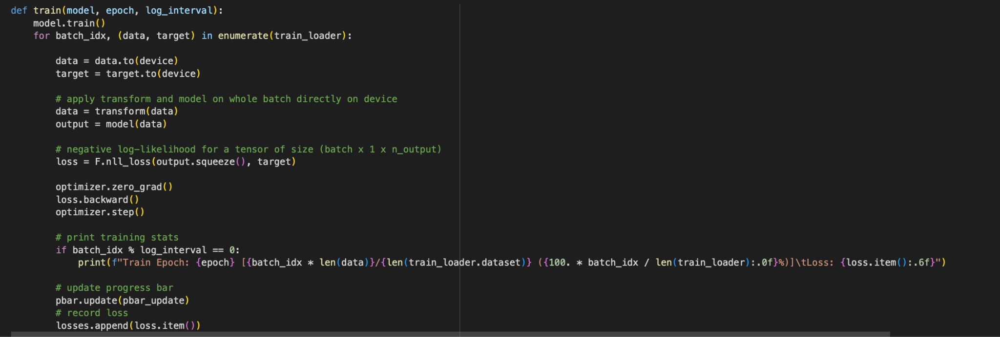 def train(model, epoch, log_interval):
    model.train()
    for batch_idx, (data, target) in enumerate(train_loader):

        data = data.to(device)
        target = target.to(device)

        # apply transform and model on whole batch directly on device
        data = transform(data)
        output = model(data)

        # negative log-likelihood for a tensor of size (batch x 1 x n_output)
        loss = F.nll_loss(output.squeeze(), target)

        optimizer.zero_grad()
        loss.backward()
        optimizer.step()

        # print training stats
        if batch_idx % log_interval == 0:
            print(f"Train Epoch: {epoch} [{batch_idx * len(data)}/{len(train_loader.dataset)} ({100. * batch_idx / len(train_loader):.0f}%)]\tLoss: {loss.item():.6f}")

        # update progress bar
        pbar.update(pbar_update)
        # record loss
        losses.append(loss.item())